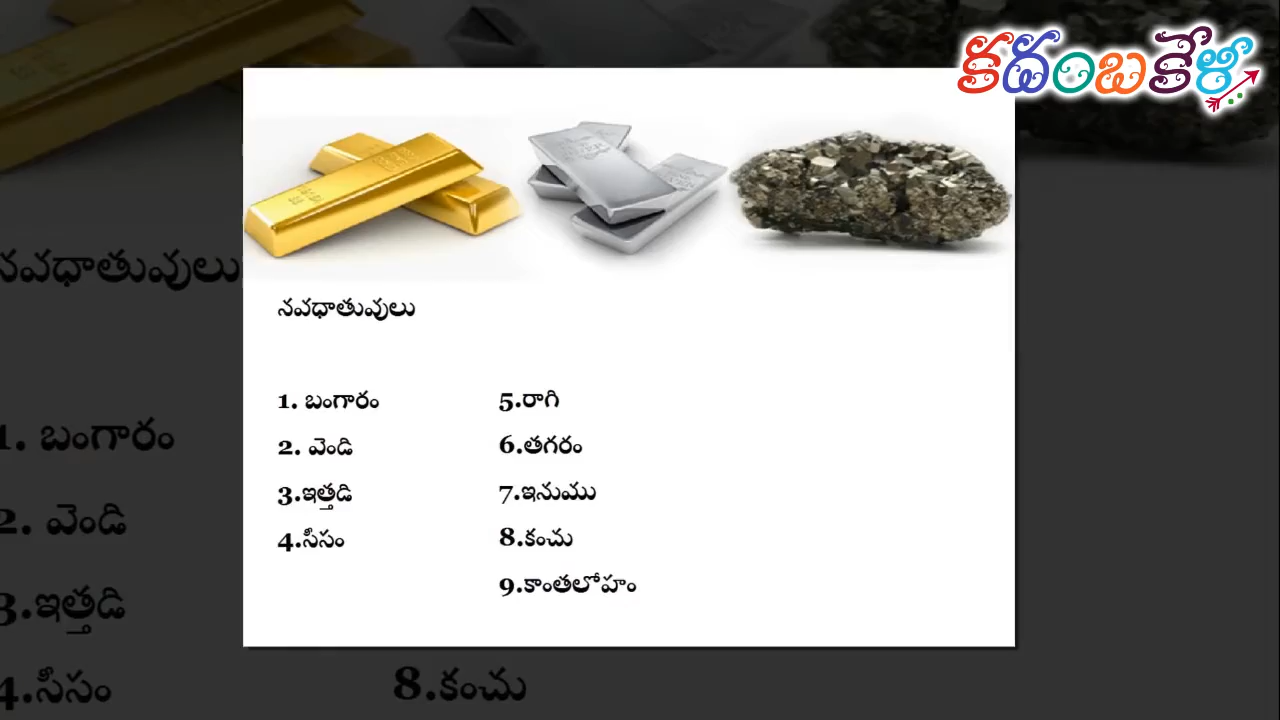 కదంబకేళి
నవధాతువులు
1. బంగారం
2. వెండి
3.ఇత్తడి
4.సీసం
5.రాగి
6.తగరం
7.ఇనుము
8.కంచు
9.కాంతలోహం
నవధాతువులు
1. బంగారం
2. వెండి
3.ఇత్తడి
4.సీసం
8.కంచు